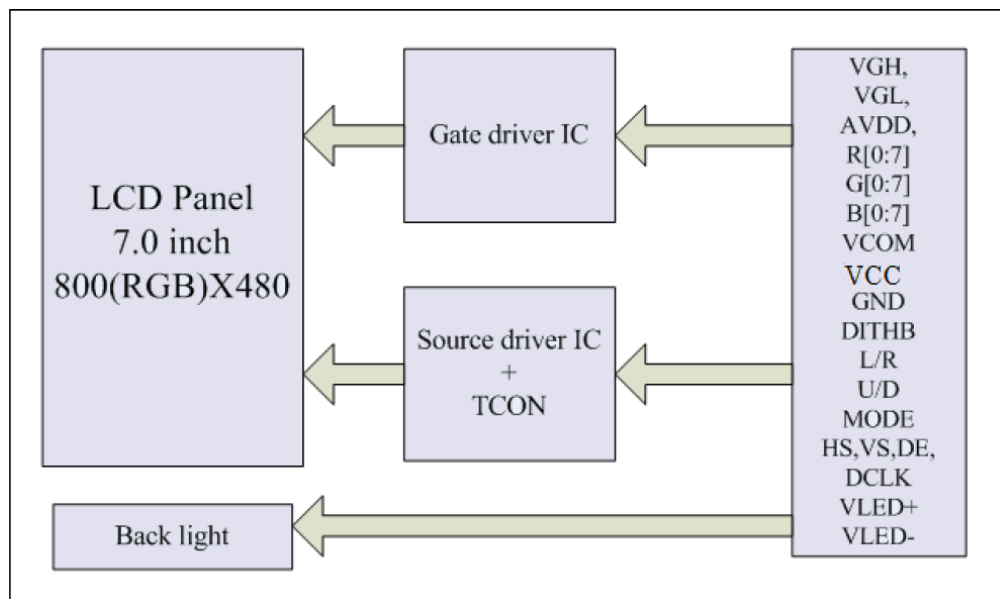 LCD Panel
7.0 inch
800(RGB)X480
Gate driver IC
Source driver IC
+
TCON
Back light
VGH,
VGL,
AVDD,
R[0:7]
G[0:7]
B[0:7]
VCOM
VCC
GND
DITHB
L/R
U/D
MODE
HS,VS,DE,
DCLK
VLED+
VLED-